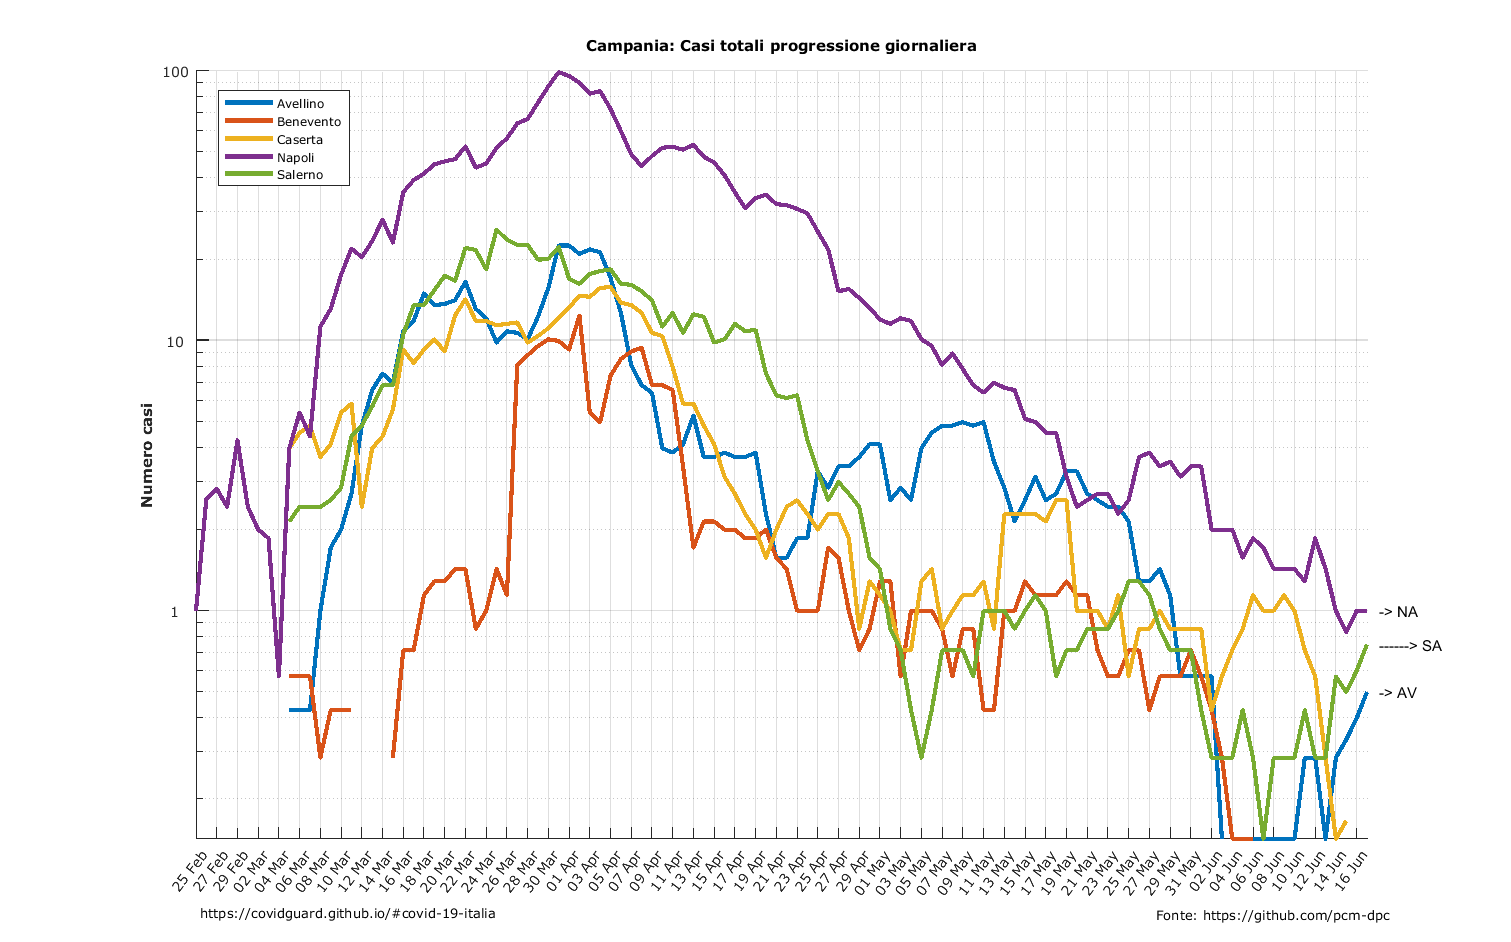 Campania: Casi totali progressione giornaliera
100
10
1
Numero casi
Avellino
Benevento
Caserta
Napoli
Salerno
-> NA
------> SA
-> AV
25 Feb
27 Feb
29 Feb
02 Mar
04 Mar
06 Mar
08 Mar
10 Mar
12 Mar
14 Mar
16 Mar
18 Mar
20 Mar
22 Mar
24 Mar
26 Mar
28 Mar
30 Mar
01 Apr
03 Apr
05 Apr
07 Apr
09 Apr
11 Apr
13 Apr
15 Apr
17 Apr
19 Apr
21 Apr
23 Apr
25 Apr
27 Apr
29 Apr
01 May
03 May
05 May
07 May
09 May
11 May
13 May
15 May
17 May
19 May
21 May
23 May
25 May
27 May
29 May
31 May
02 Jun
04 Jun
06 Jun
08 Jun
10 Jun
12 Jun
14 Jun
16 Jun
https://covidguard.github.io/#covid-19-italia
Fonte: https://github.com/pcm-dpc